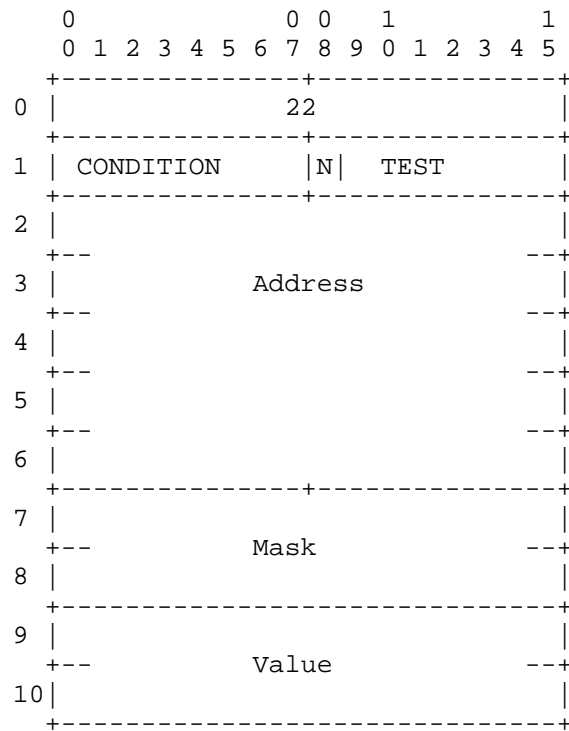 0 0 0 1 1
0 1 2 3 4 5 6 7 8 9 0 1 2 3 4 5
+---------------+---------------+
0 | 22 |
+---------------+---------------+
1 | CONDITION |N| TEST |
+---------------+---------------+
2 | |
+-- --+
3 | Address |
+-- --+
4 | |
+-- --+
5 | |
+-- --+
6 | |
+---------------+---------------+
7 | |
+-- Mask --+
8 | |
+-------------------------------+
9 | |
+-- Value --+
10| |
+-------------------------------+